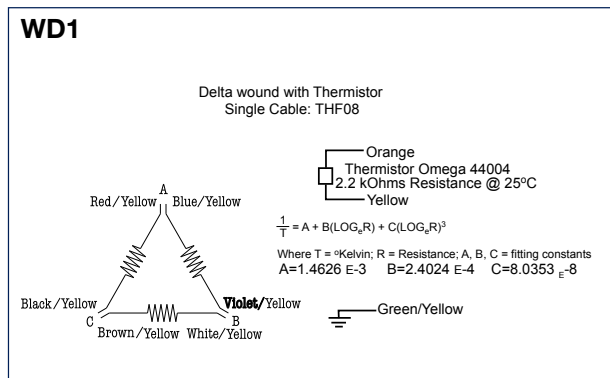 WD1
Delta wound with Thermistor
Single Cable: THF08
Orange
Thermistor Omega 44004
2.2 kOhms Resistance @ 25ºC
Yellow
A
Red/Yellow Blue/Yellow
1/T = A + B(LOGeR) + C(LOGeR)³
Where T = ºKelvin; R = Resistance; A, B, C = fitting constants
A=1.4626 E-3 B=2.4024 E-4 C=8.0353 E-8
Black/Yellow Violet/Yellow
C B
Brown/Yellow White/Yellow
Green/Yellow